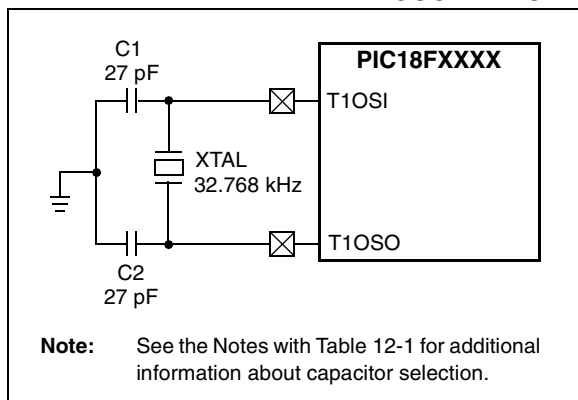 C1
27 pF
PIC18FXXXX
T1OSI
XTAL
32.768 kHz
T1OSO
C2
27 pF
Note: See the Notes with Table 12-1 for additional
information about capacitor selection.